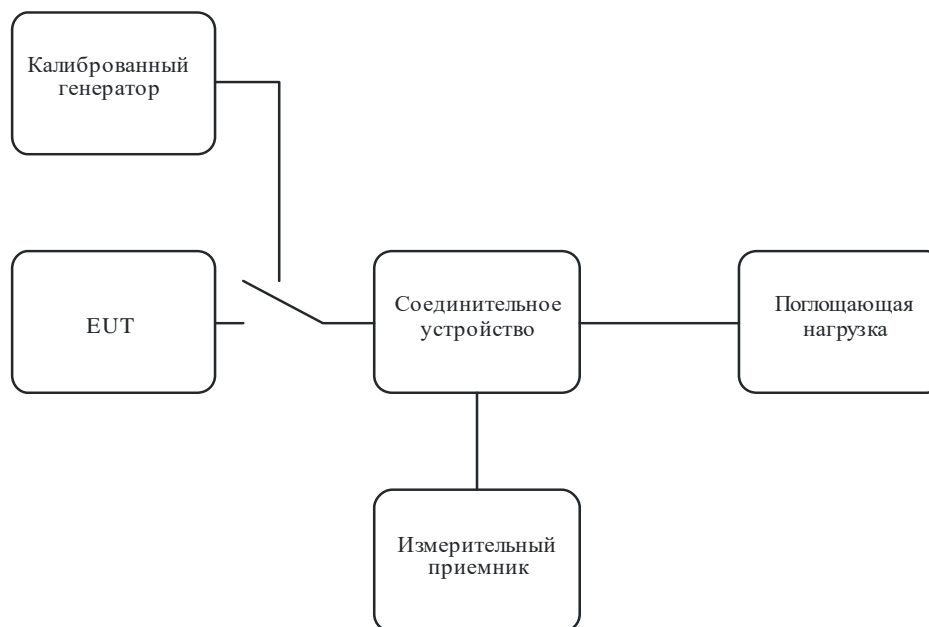 Калиброванный
генератор
EUT
Соединительное
устройство
Поглощающая
нагрузка
Измерительный
приемник